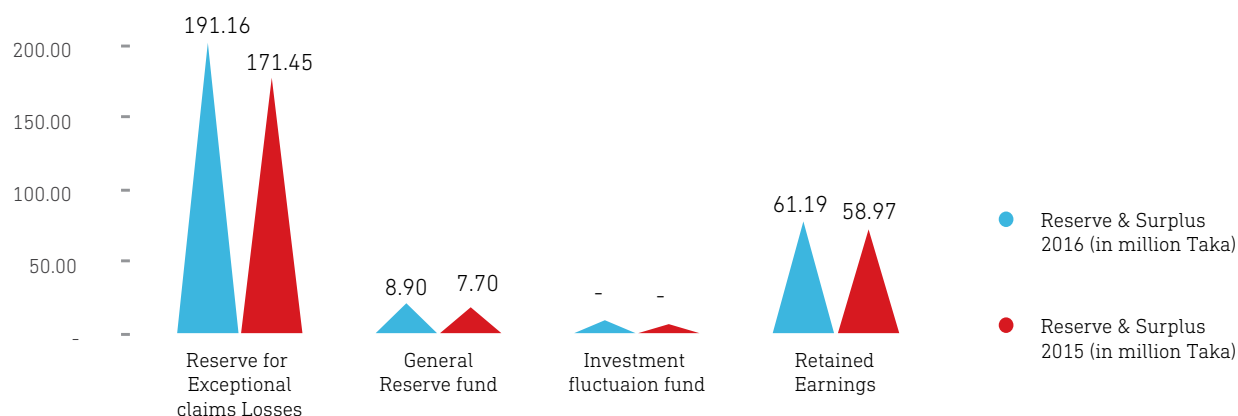 200.00
150.00
100.00
50.00
-
191.16
171.45
8.90
7.70
-
-
61.19
58.97
Reserve for
Exceptional
claims Losses
General
Reserve fund
Investment
fluctuaion fund
Retained
Earnings
Reserve & Surplus
2016 (in million Taka)
Reserve & Surplus
2015 (in million Taka)